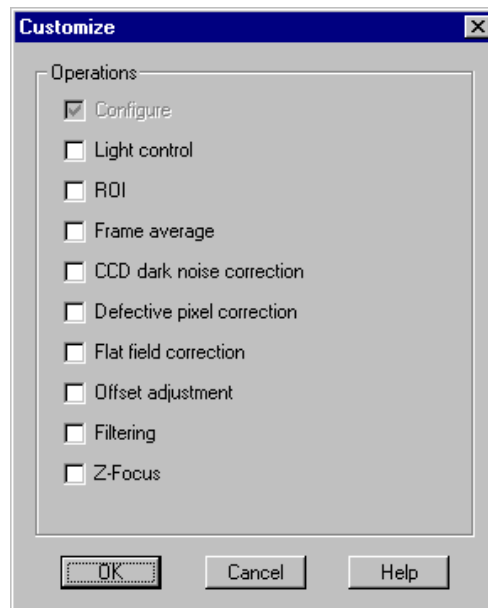 Customize
Operations
Configure
Light control
ROI
Frame average
CCD dark noise correction
Defective pixel correction
Flat field correction
Offset adjustment
Filtering
Z-Focus
OK Cancel Help